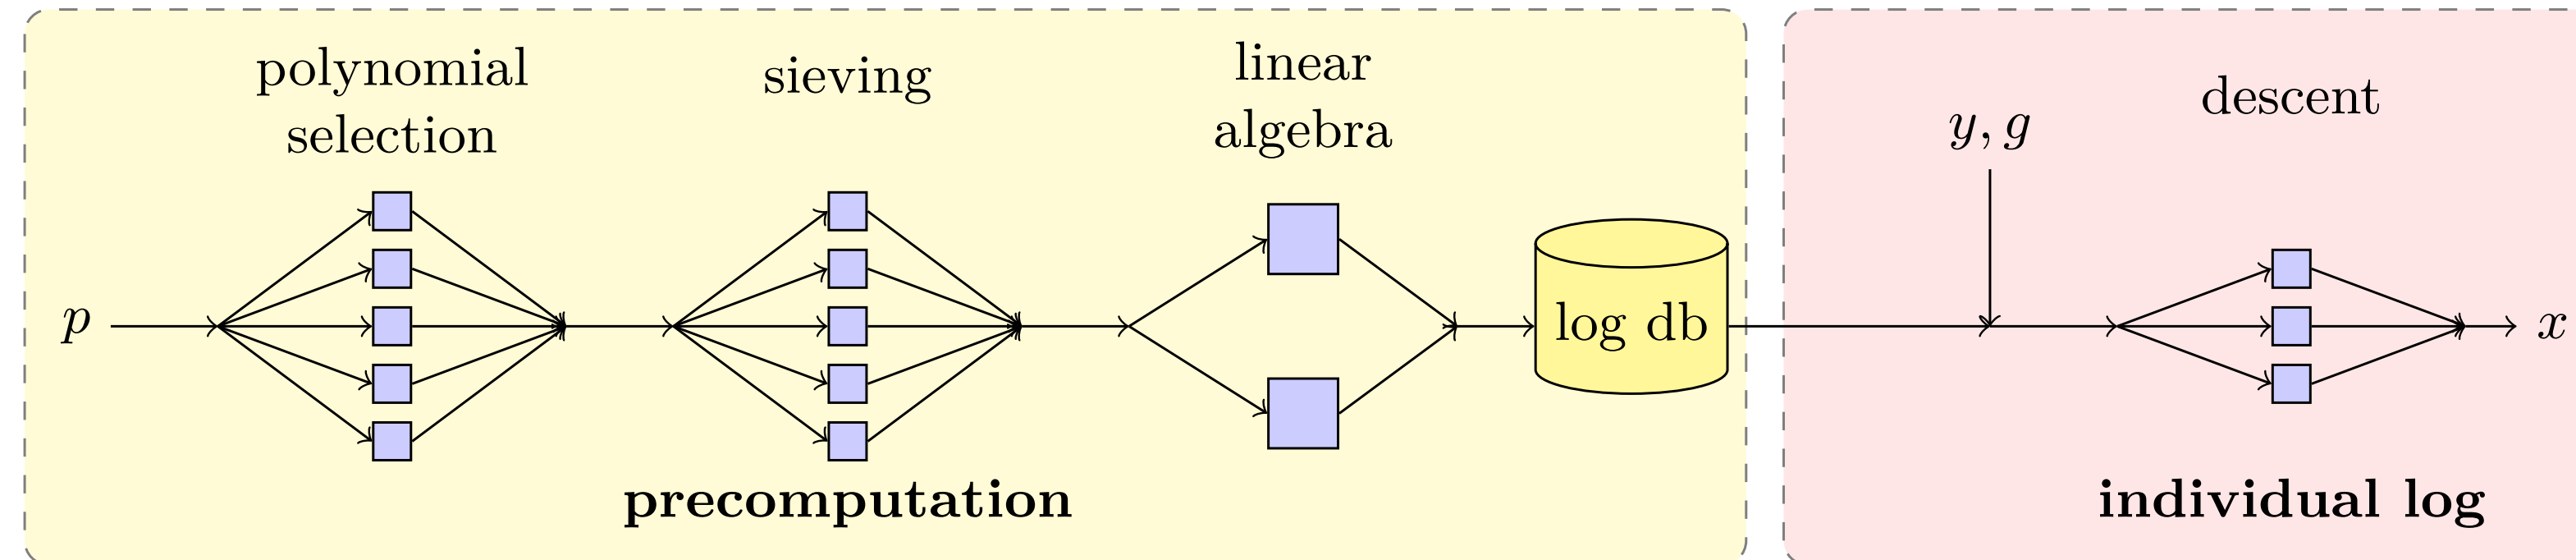 polynomial
selection
sieving
linear
algebra
descent
y, g
p
log db
x
precomputation
individual log